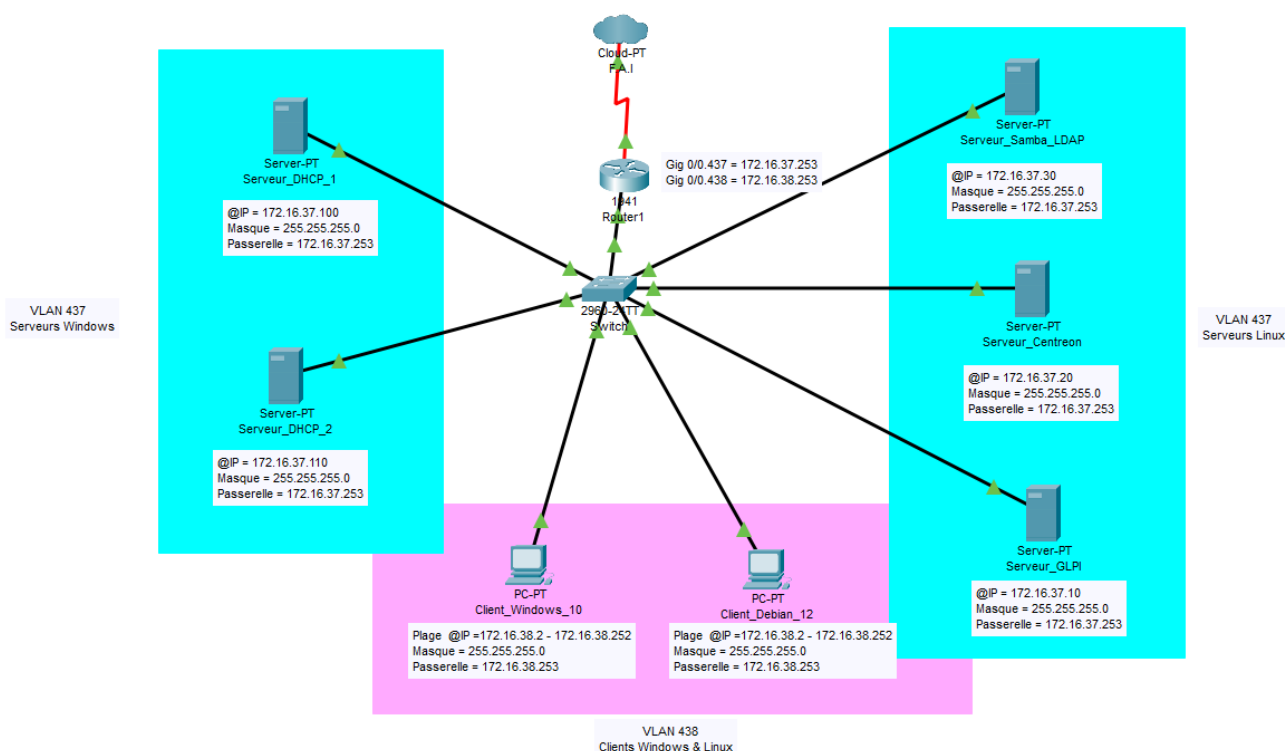 Cloud-PT
F.A.I
Gig 0/0.437 = 172.16.37.253
Gig 0/0.438 = 172.16.38.253
1941
Router1
Server-PT
Serveur_DHCP_1
@IP = 172.16.37.100
Masque = 255.255.255.0
Passerelle = 172.16.37.253
Server-PT
Serveur_Samba_LDAP
@IP = 172.16.37.30
Masque = 255.255.255.0
Passerelle = 172.16.37.253
VLAN 437
Serveurs Windows
2960-24TT
Switch
Server-PT
Serveur_Centreon
@IP = 172.16.37.20
Masque = 255.255.255.0
Passerelle = 172.16.37.253
VLAN 437
Serveurs Linux
Server-PT
Serveur_DHCP_2
@IP = 172.16.37.110
Masque = 255.255.255.0
Passerelle = 172.16.37.253
Server-PT
Serveur_GLPI
@IP = 172.16.37.10
Masque = 255.255.255.0
Passerelle = 172.16.37.253
PC-PT
Client_Windows_10
Plage @IP =172.16.38.2 - 172.16.38.252
Masque = 255.255.255.0
Passerelle = 172.16.38.253
PC-PT
Client_Debian_12
Plage @IP =172.16.38.2 - 172.16.38.252
Masque = 255.255.255.0
Passerelle = 172.16.38.253
VLAN 438
Clients Windows & Linux